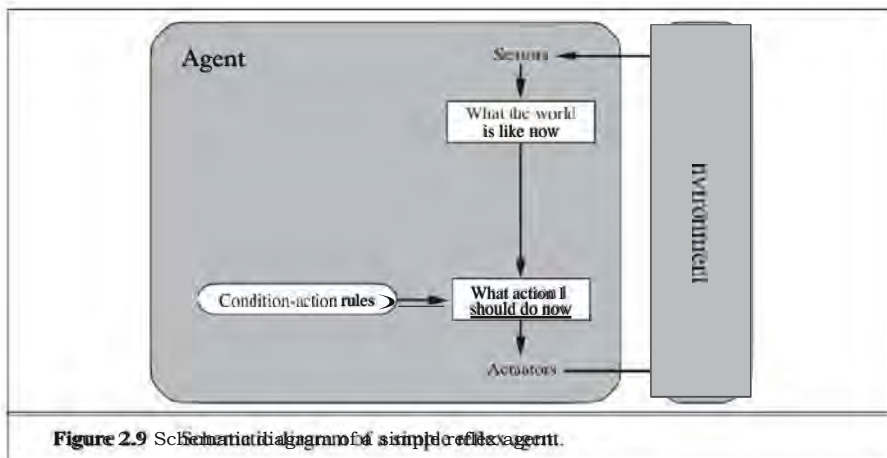 Agent
Sensors
What the world
is like now
Condition-action rules
What action I
should do now
Actuators
Figure 2.9 Schematic diagram of a simple reflex agent.